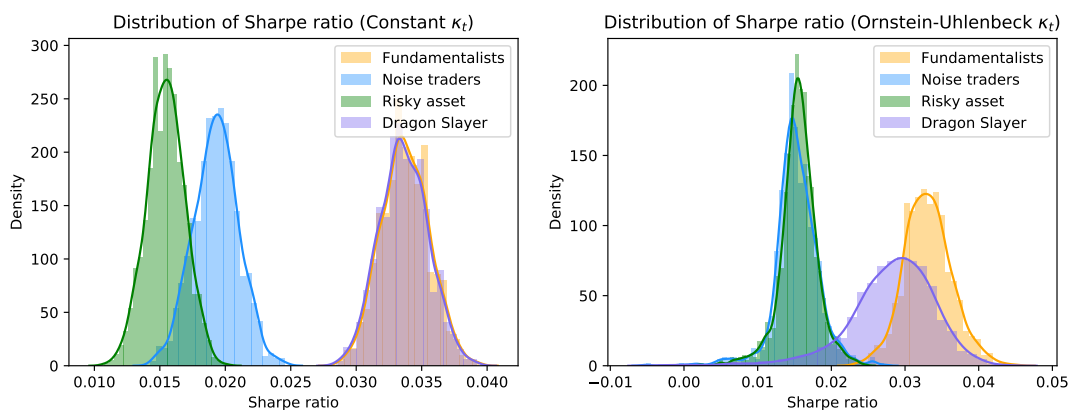 Distribution of Sharpe ratio (Constant κt)
300
250
200
150
100
50
0
Density
0.010 0.015 0.020 0.025 0.030 0.035 0.040
Sharpe ratio
Fundamentalists
Noise traders
Risky asset
Dragon Slayer
Distribution of Sharpe ratio (Ornstein-Uhlenbeck κt)
200
150
100
50
0
Density
−0.01 0.00 0.01 0.02 0.03 0.04 0.05
Sharpe ratio
Fundamentalists
Noise traders
Risky asset
Dragon Slayer